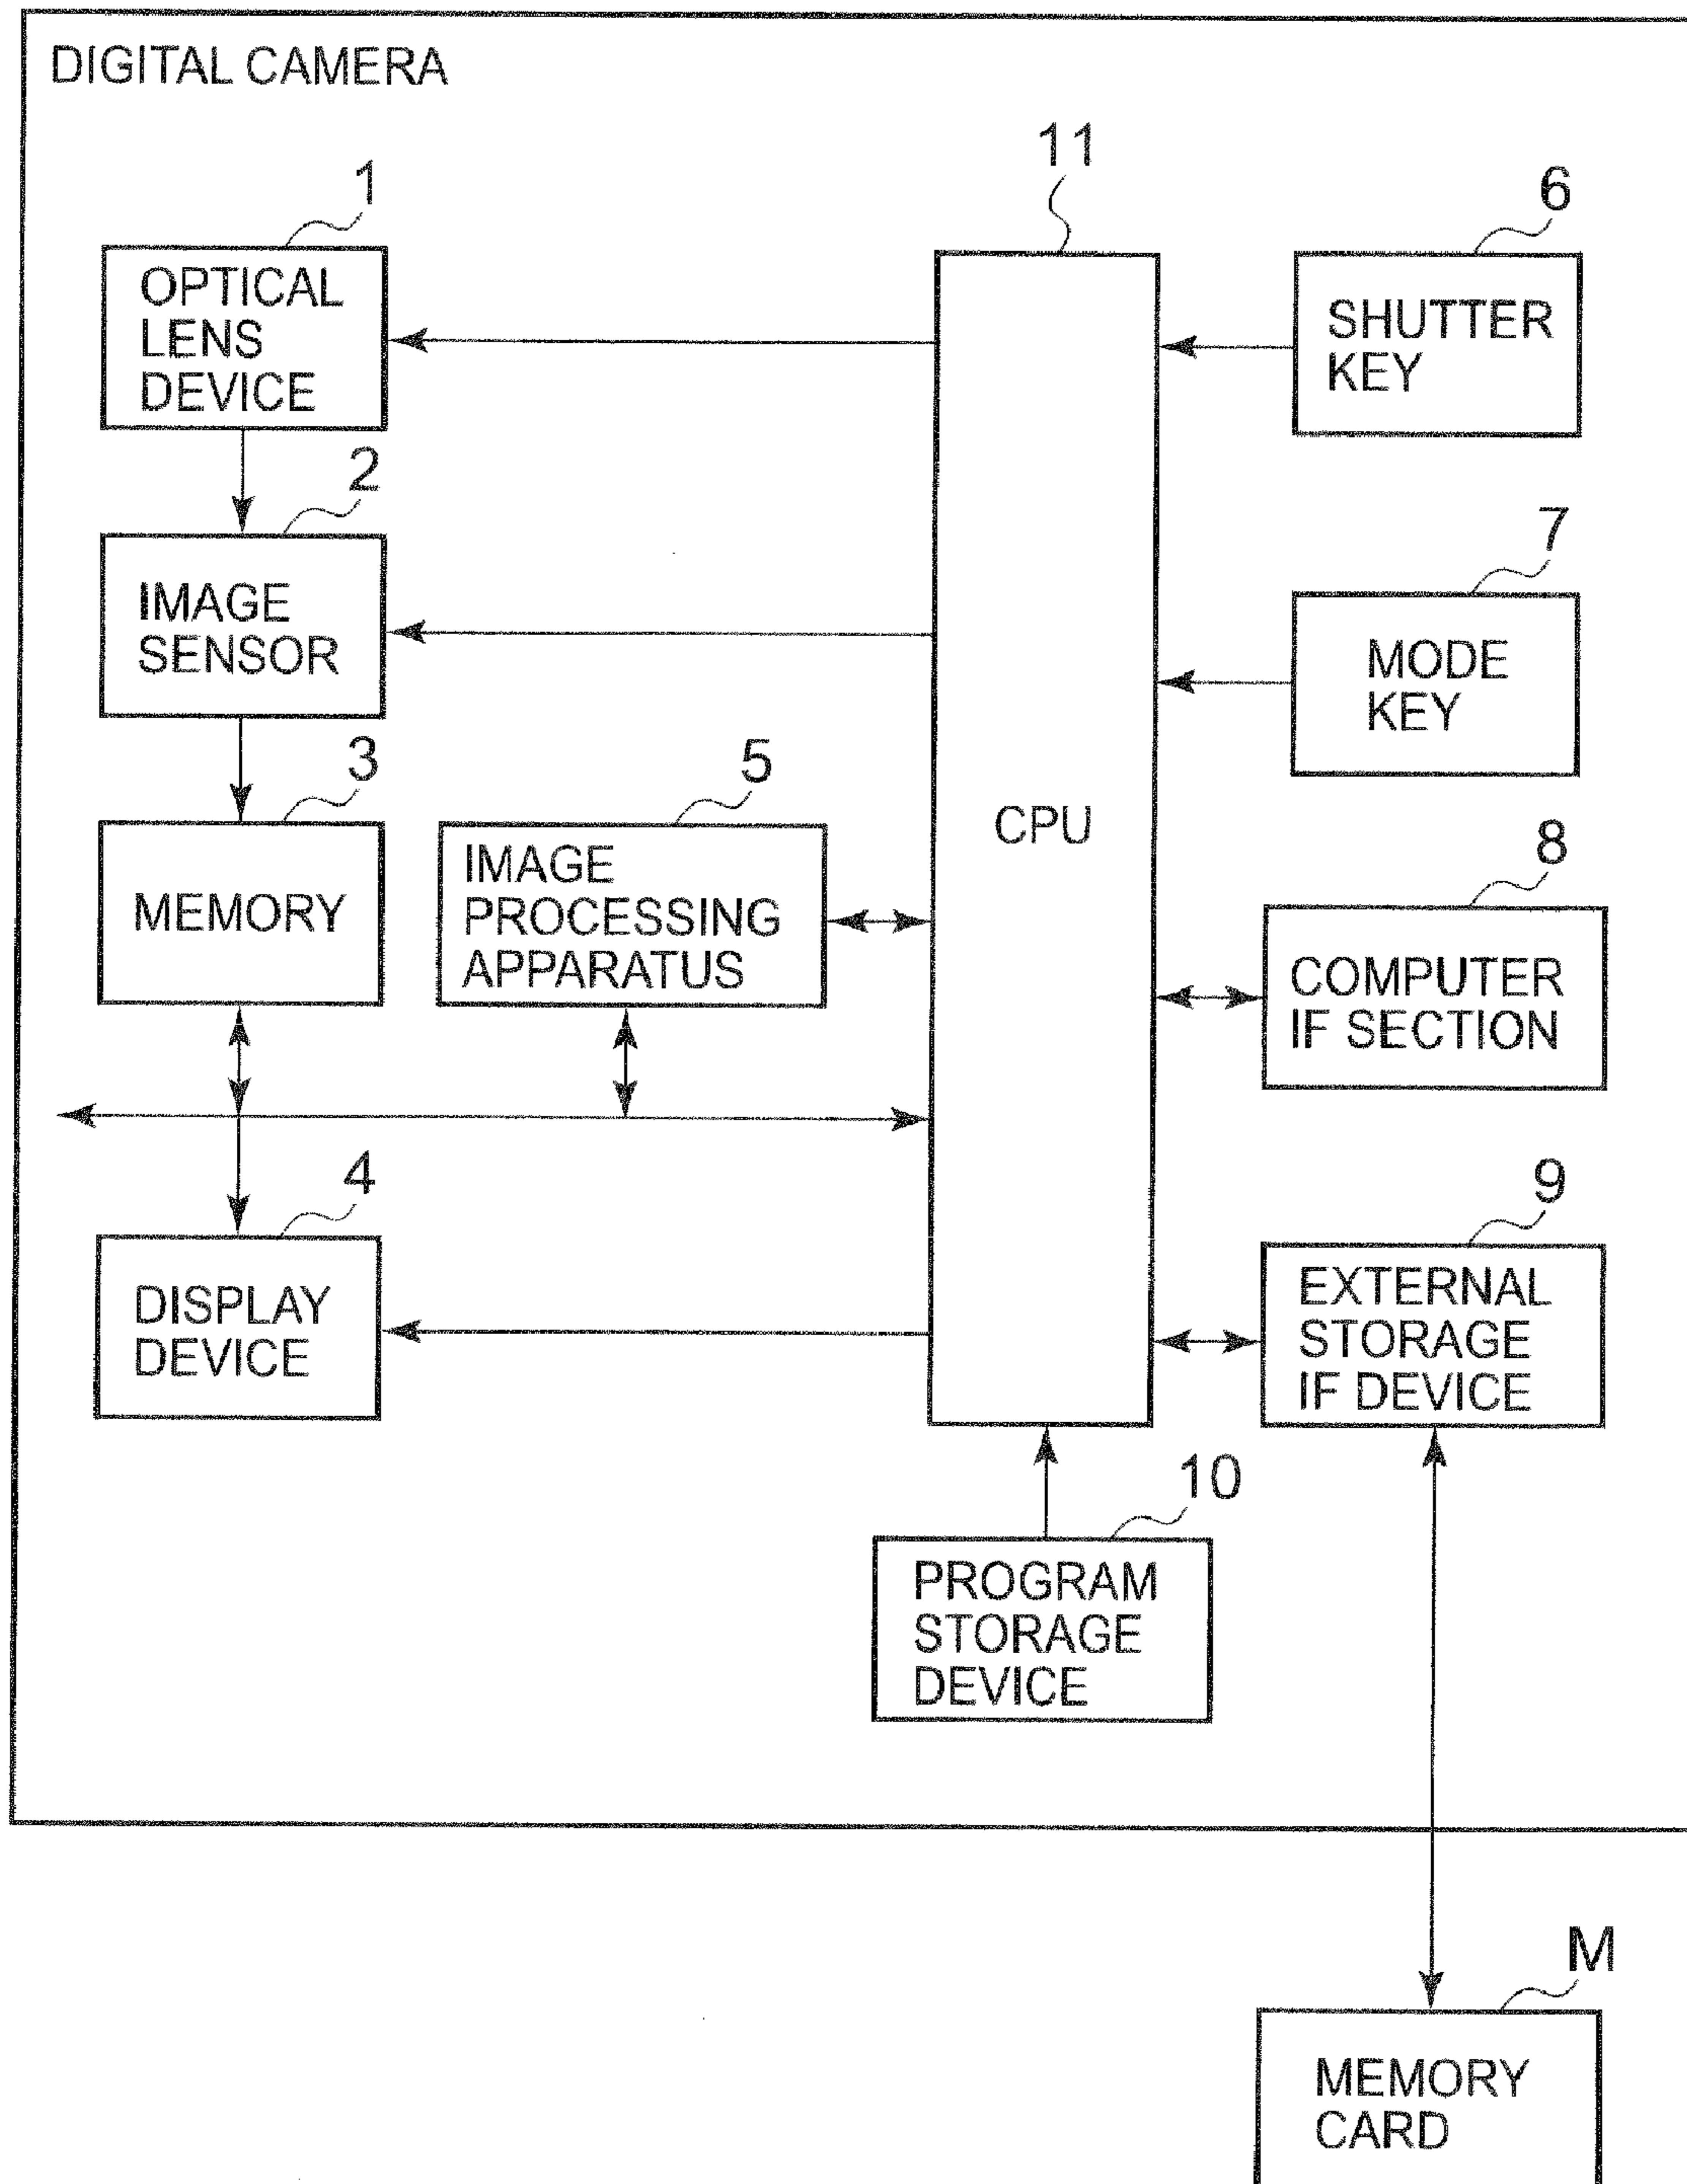 DIGITAL CAMERA
11
1
6
OPTICAL
LENS
DEVICE
SHUTTER
KEY
2
7
IMAGE
SENSOR
MODE
KEY
3
5
CPU
8
MEMORY
IMAGE
PROCESSING
APPARATUS
COMPUTER
IF SECTION
4
9
DISPLAY
DEVICE
EXTERNAL
STORAGE
IF DEVICE
10
PROGRAM
STORAGE
DEVICE
M
MEMORY
CARD